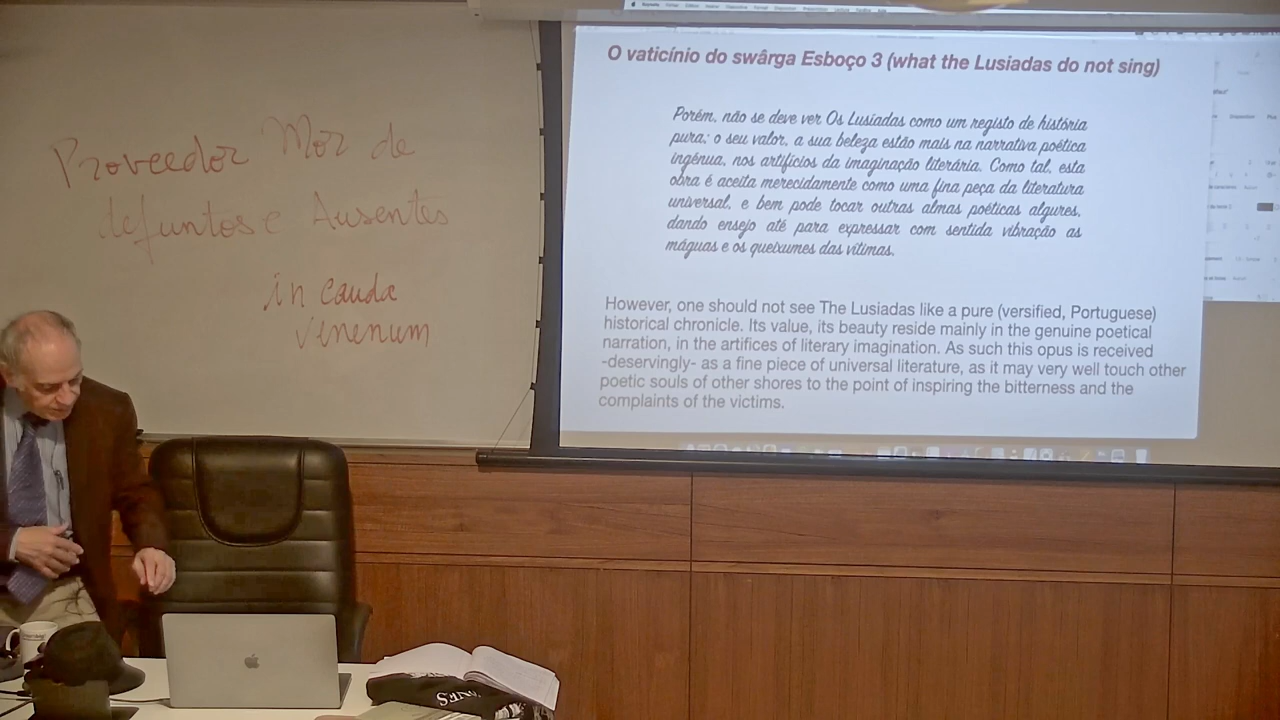 Proveedor Mor de
defuntos e Ausentes
in cauda
venenum
O vaticínio do swârga Esboço 3 (what the Lusiadas do not sing)
Porém, não se deve ver Os Lusíadas como um registo de história
pura; o seu valor, a sua beleza estão mais na narrativa poética
ingénua, nos artifícios da imaginação literária. Como tal, esta
obra é aceita merecidamente como uma fina peça da literatura
universal, e bem pode tocar outras almas poéticas algures,
dando ensejo até para expressar com sentida vibração as
máguas e os queixumes das vítimas.
However, one should not see The Lusiadas like a pure (versified, Portuguese)
historical chronicle. Its value, its beauty reside mainly in the genuine poetical
narration, in the artifices of literary imagination. As such this opus is received
-deservingly- as a fine piece of universal literature, as it may very well touch other
poetic souls of other shores to the point of inspiring the bitterness and the
complaints of the victims.